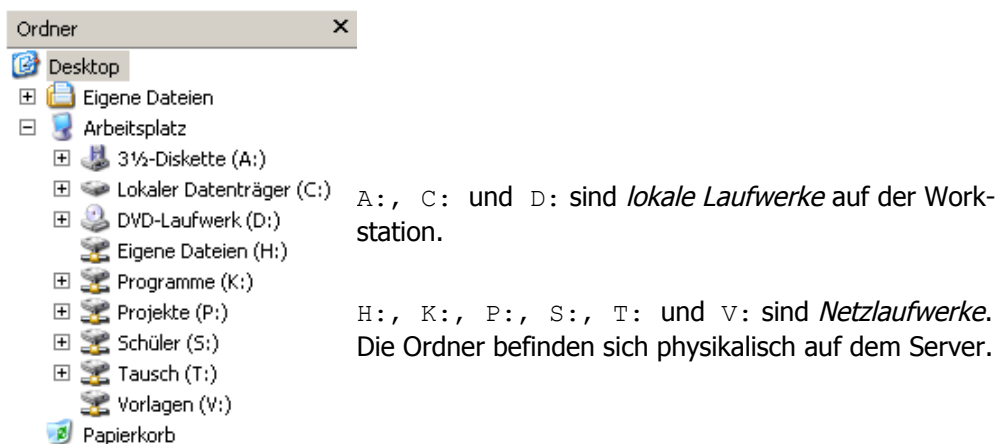 Ordner
Desktop
Eigene Dateien
Arbeitsplatz
3½-Diskette (A:)
Lokaler Datenträger (C:)
DVD-Laufwerk (D:)
Eigene Dateien (H:)
Programme (K:)
Projekte (P:)
Schüler (S:)
Tausch (T:)
Vorlagen (V:)
Papierkorb
A:, C: und D: sind lokale Laufwerke auf der Work-
station.
H:, K:, P:, S:, T: und V: sind Netzlaufwerke.
Die Ordner befinden sich physikalisch auf dem Server.